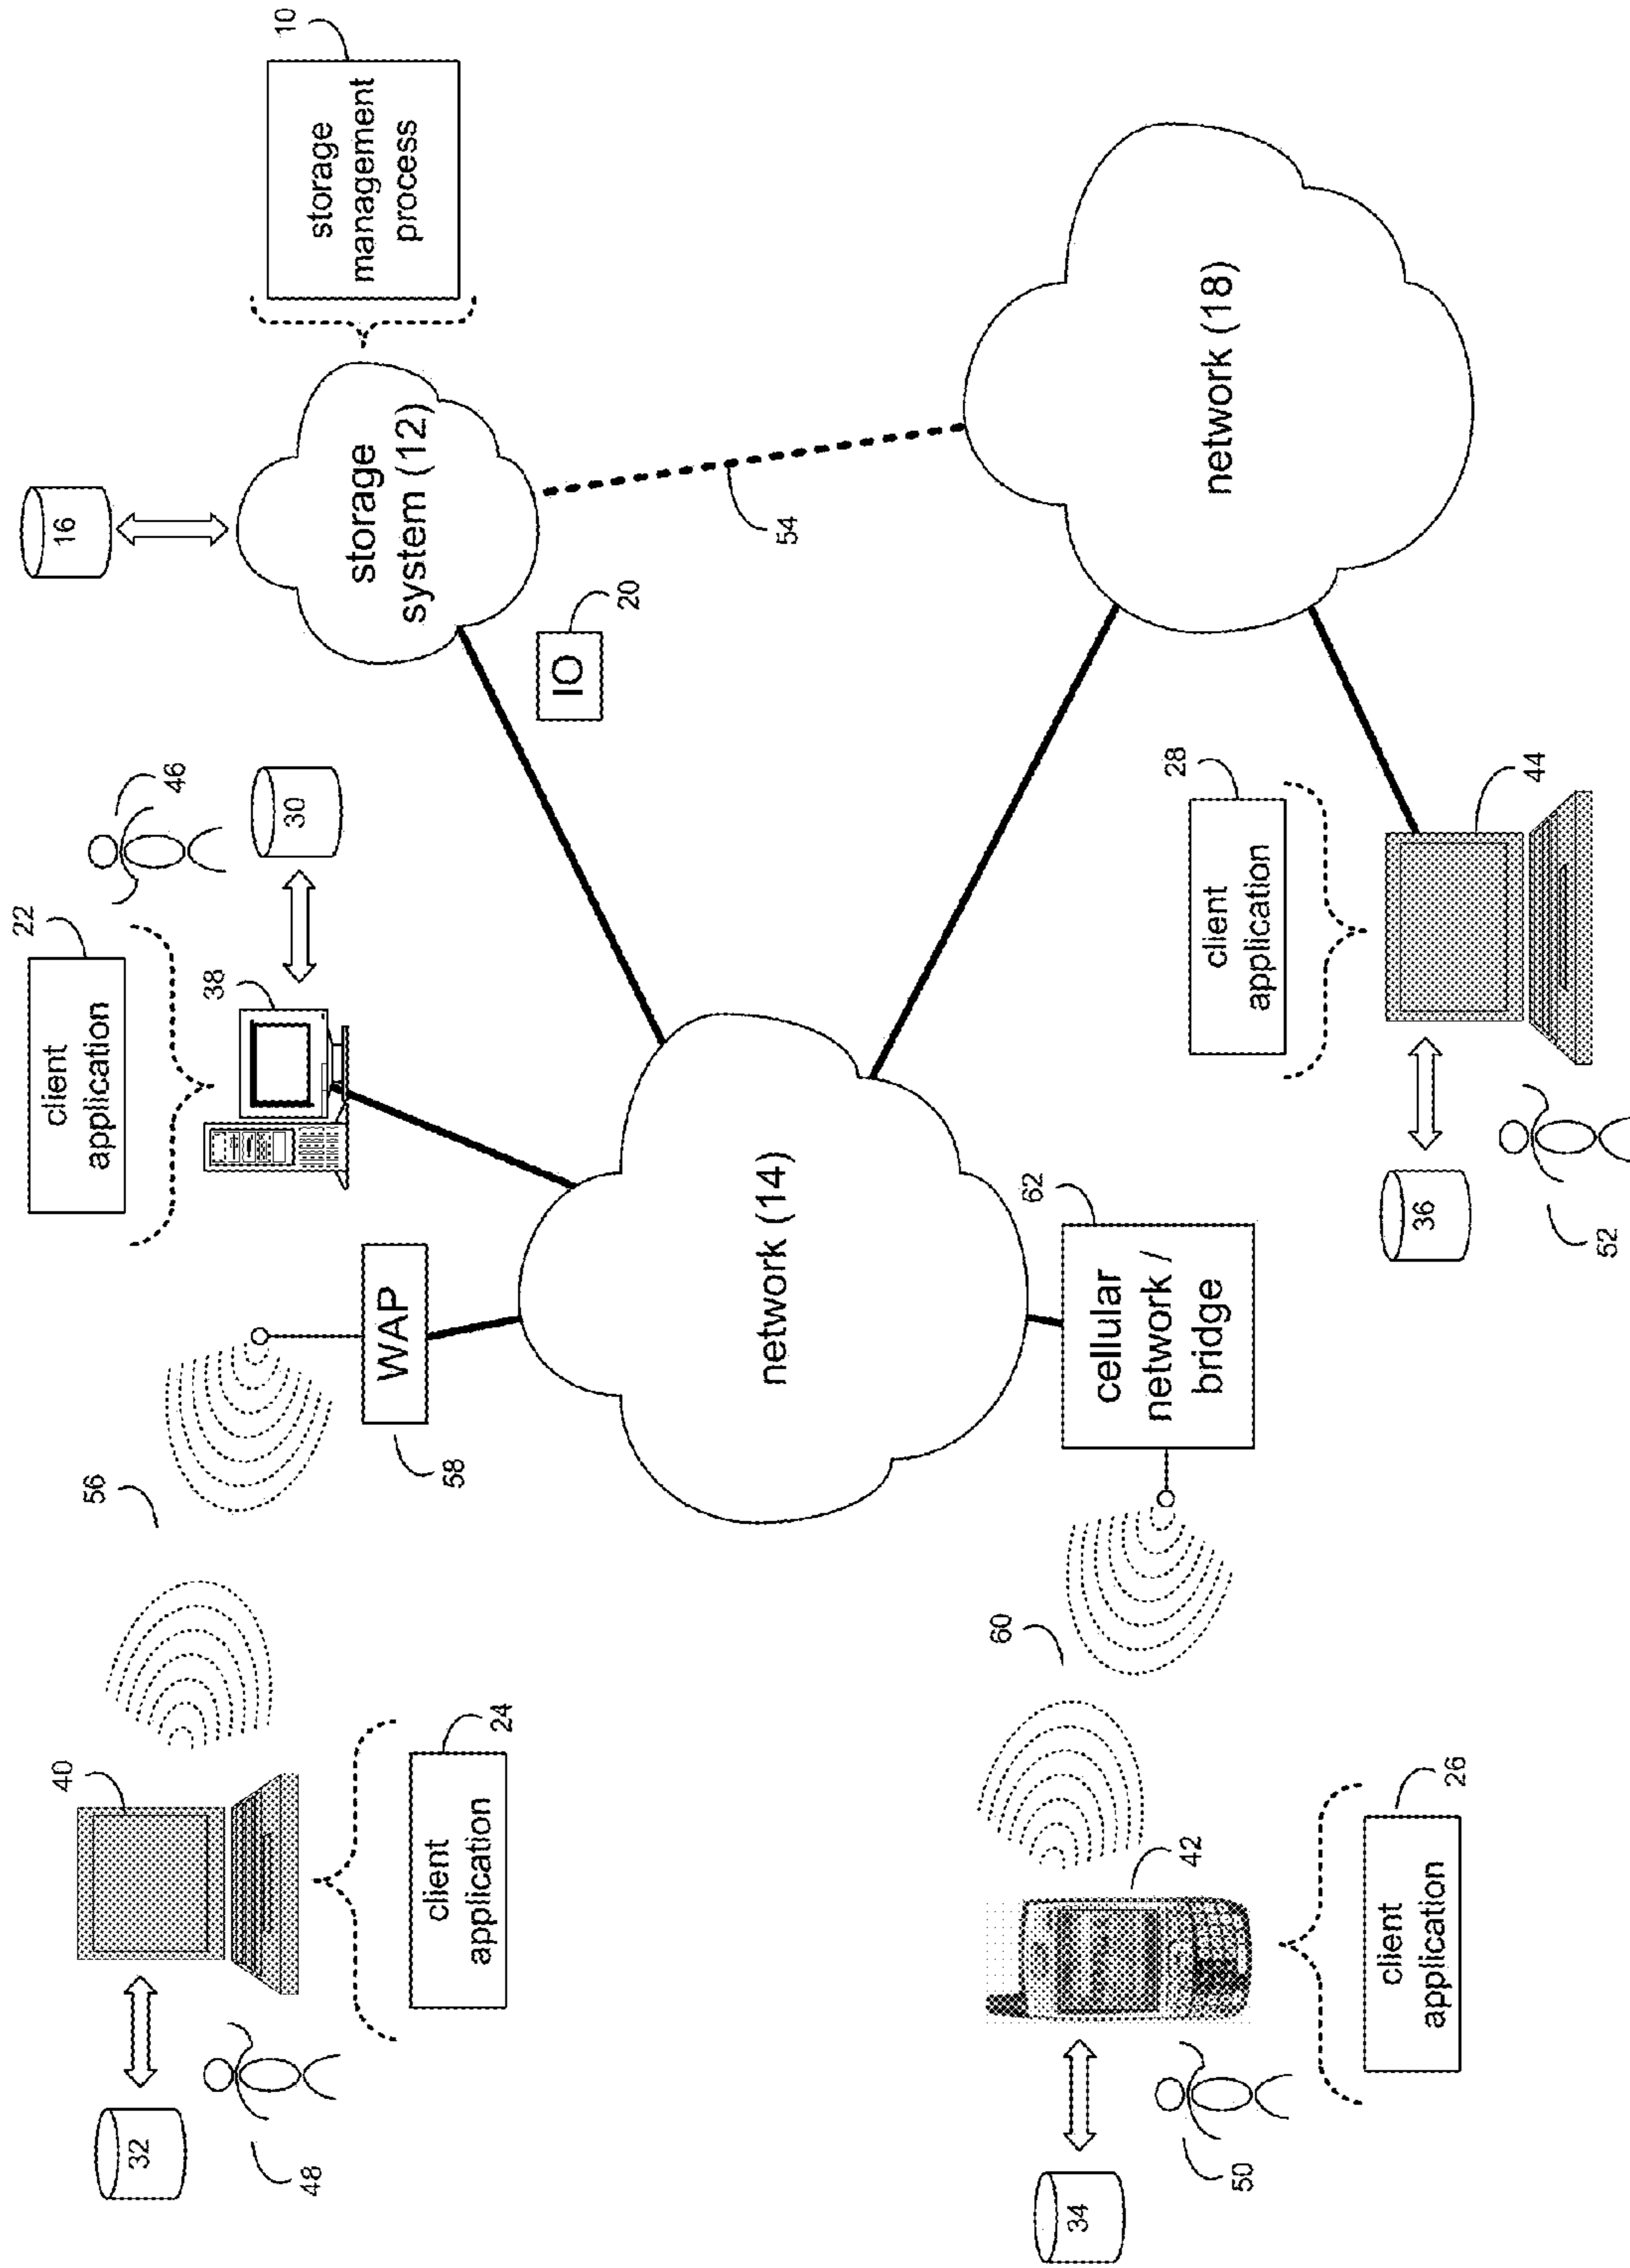 22
client
application
16
40
56
32
46
38
30
10
storage
management
process
48
WAP
58
storage
system (12)
24
client
application
IO
20
54
network (14)
60
62
cellular
network /
bridge
34
42
28
client
application
network (18)
50
26
client
application
36
44
52